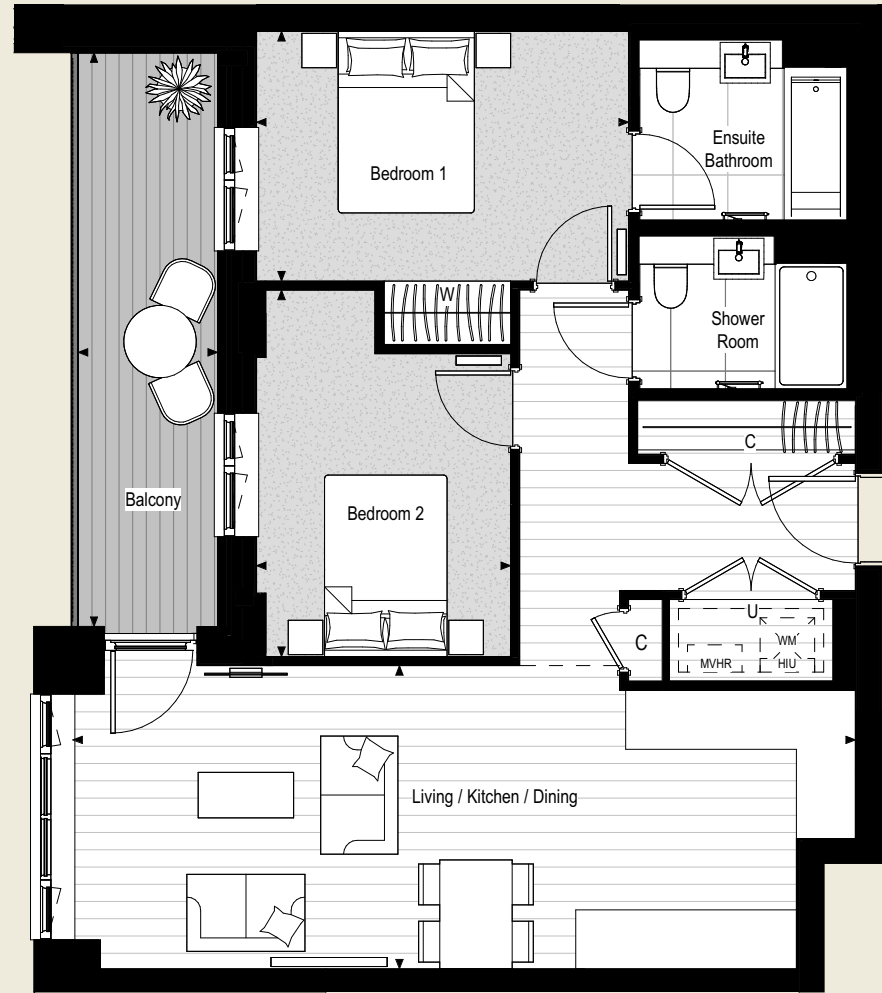 Bedroom 1
Ensuite
Bathroom
W
Shower
Room
C
Balcony
Bedroom 2
U
WM
C
MVHR
HIU
Living / Kitchen / Dining